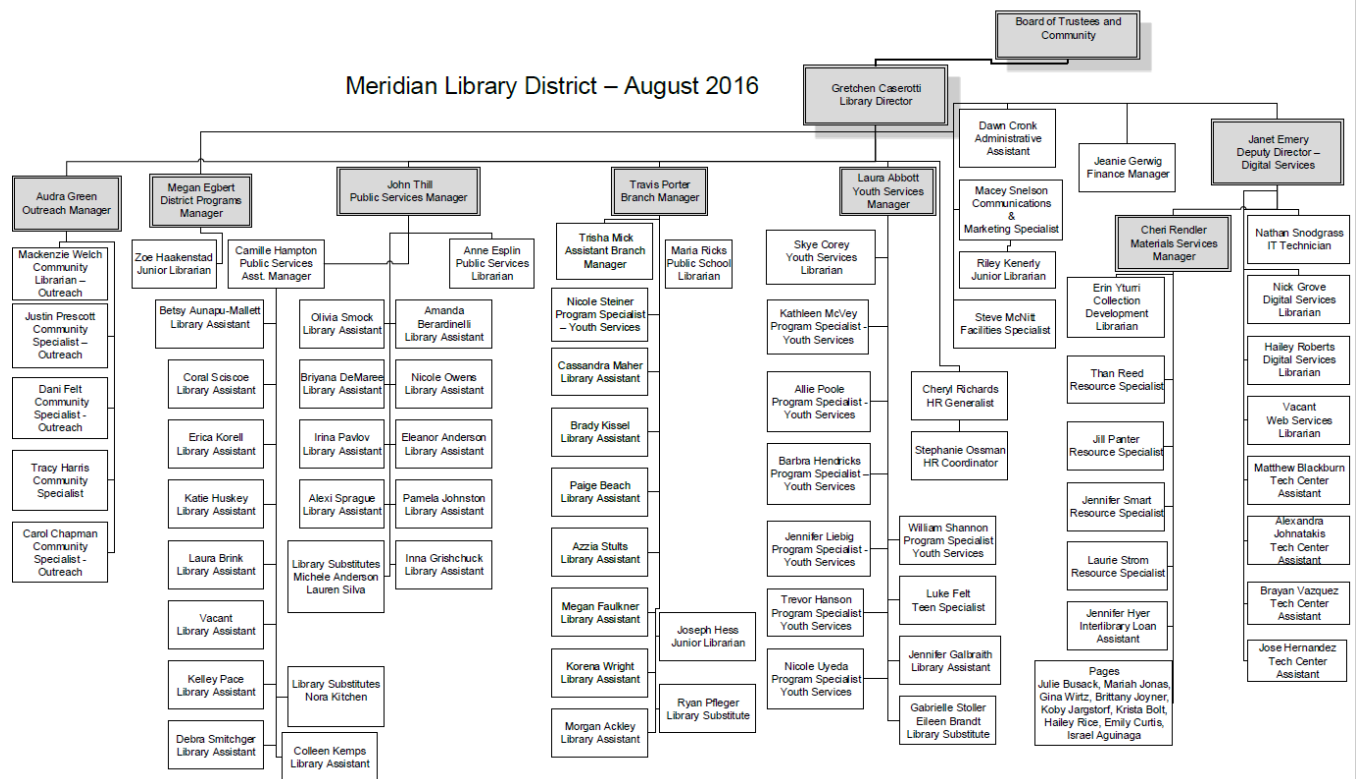 Board of Trustees and
Community
Meridian Library District – August 2016
Gretchen Caserotti
Library Director
Dawn Cronk
Administrative
Assistant
Jeanie Gerwig
Finance Manager
Janet Emery
Deputy Director –
Digital Services
Audra Green
Outreach Manager
Megan Egbert
District Programs
Manager
John Thill
Public Services Manager
Travis Porter
Branch Manager
Laura Abbott
Youth Services
Manager
Macey Snelson
Communications
&
Marketing Specialist
Cheri Rendler
Materials Services
Manager
Nathan Snodgrass
IT Technician
Mackenzie Welch
Community
Librarian –
Outreach
Justin Prescott
Community
Specialist –
Outreach
Dani Felt
Community
Specialist -
Outreach
Tracy Harris
Community
Specialist
Carol Chapman
Community
Specialist -
Outreach
Zoe Haakenstad
Junior Librarian
Camille Hampton
Public Services
Asst. Manager
Anne Esplin
Public Services
Librarian
Betsy Aunapu-Mallett
Library Assistant
Coral Sciscoe
Library Assistant
Erica Korell
Library Assistant
Katie Huskey
Library Assistant
Laura Brink
Library Assistant
Vacant
Library Assistant
Kelley Pace
Library Assistant
Debra Smitchger
Library Assistant
Library Substitutes
Nora Kitchen
Colleen Kemps
Library Assistant
Olivia Smock
Library Assistant
Briyana DeMaree
Library Assistant
Irina Pavlov
Library Assistant
Alexi Sprague
Library Assistant
Library Substitutes
Michele Anderson
Lauren Silva
Amanda
Berardinelli
Library Assistant
Nicole Owens
Library Assistant
Eleanor Anderson
Library Assistant
Pamela Johnston
Library Assistant
Inna Grishchuck
Library Assistant
Trisha Mick
Assistant Branch
Manager
Maria Ricks
Public School
Librarian
Nicole Steiner
Program Specialist
– Youth Services
Cassandra Maher
Library Assistant
Brady Kissel
Library Assistant
Paige Beach
Library Assistant
Azzia Stults
Library Assistant
Megan Faulkner
Library Assistant
Korena Wright
Library Assistant
Morgan Ackley
Library Assistant
Joseph Hess
Junior Librarian
Ryan Pfleger
Library Substitute
Skye Corey
Youth Services
Librarian
Kathleen McVey
Program Specialist -
Youth Services
Allie Poole
Program Specialist -
Youth Services
Barbra Hendricks
Program Specialist –
Youth Services
Jennifer Liebig
Program Specialist -
Youth Services
Trevor Hanson
Program Specialist
Youth Services
Nicole Uyeda
Program Specialist
Youth Services
William Shannon
Program Specialist
Youth Services
Luke Felt
Teen Specialist
Jennifer Galbraith
Library Assistant
Gabrielle Stoller
Eileen Brandt
Library Substitute
Riley Kenerly
Junior Librarian
Steve McNitt
Facilities Specialist
Cheryl Richards
HR Generalist
Stephanie Ossman
HR Coordinator
Erin Yturri
Collection
Development
Librarian
Than Reed
Resource Specialist
Jill Panter
Resource Specialist
Jennifer Smart
Resource Specialist
Laurie Strom
Resource Specialist
Jennifer Hyer
Interlibrary Loan
Assistant
Pages
Julie Busack, Mariah Jonas,
Gina Wirtz, Brittany Joyner,
Koby Jargstorf, Krista Bolt,
Hailey Rice, Emily Curtis,
Israel Aguinaga
Nick Grove
Digital Services
Librarian
Hailey Roberts
Digital Services
Librarian
Vacant
Web Services
Librarian
Matthew Blackburn
Tech Center
Assistant
Alexandra
Johnatakis
Tech Center
Assistant
Brayan Vazquez
Tech Center
Assistant
Jose Hernandez
Tech Center
Assistant